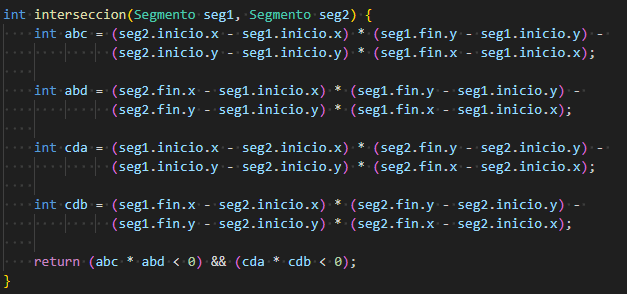 int interseccion(Segmento seg1, Segmento seg2) {
    int abc = (seg2.inicio.x - seg1.inicio.x) * (seg1.fin.y - seg1.inicio.y) -
              (seg2.inicio.y - seg1.inicio.y) * (seg1.fin.x - seg1.inicio.x);
    int abd = (seg2.fin.x - seg1.inicio.x) * (seg1.fin.y - seg1.inicio.y) -
              (seg2.fin.y - seg1.inicio.y) * (seg1.fin.x - seg1.inicio.x);
    int cda = (seg1.inicio.x - seg2.inicio.x) * (seg2.fin.y - seg2.inicio.y) -
              (seg1.inicio.y - seg2.inicio.y) * (seg2.fin.x - seg2.inicio.x);
    int cdb = (seg1.fin.x - seg2.inicio.x) * (seg2.fin.y - seg2.inicio.y) -
              (seg1.fin.y - seg2.inicio.y) * (seg2.fin.x - seg2.inicio.x);
    return (abc * abd < 0) && (cda * cdb < 0);
}